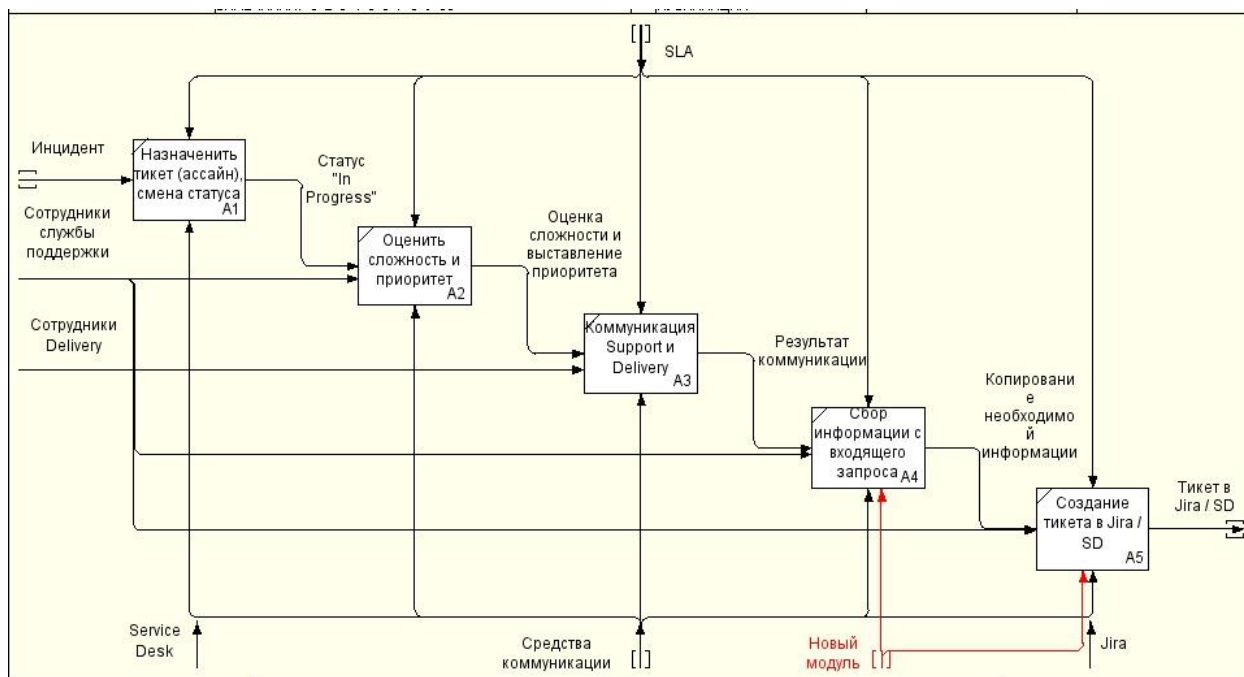 SLA
Инцидент
Назначенить
тикет (ассайн),
смена статуса
A1
Статус
"In
Progress"
Сотрудники
службы
поддержки
Оценить
сложность и
приоритет
A2
Оценка
сложности и
выставление
приоритета
Сотрудники
Delivery
Коммуникация
Support и
Delivery
A3
Результат
коммуникации
Копировани
е
необходимо
й
информации
Сбор
информации с
входящего
запроса
A4
Тикет в
Jira / SD
Создание
тикета в Jira /
SD
A5
Service
Desk
Средства
коммуникации
Новый
модуль
Jira